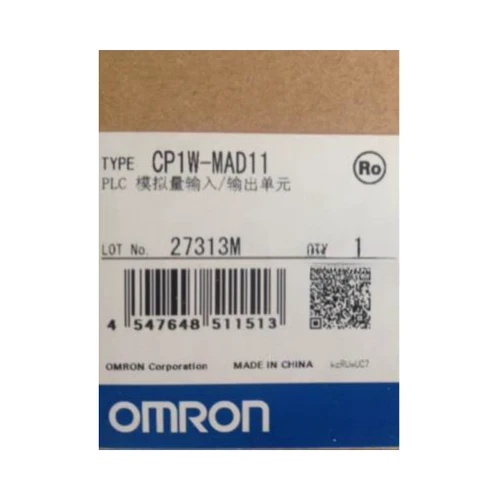 TYPE CP1W-MAD11
Ro
PLC 模拟量输入/输出单元
LOT No. 27313M QTY 1
4 547648 511513
OMRON Corporation MADE IN CHINA
OMRON